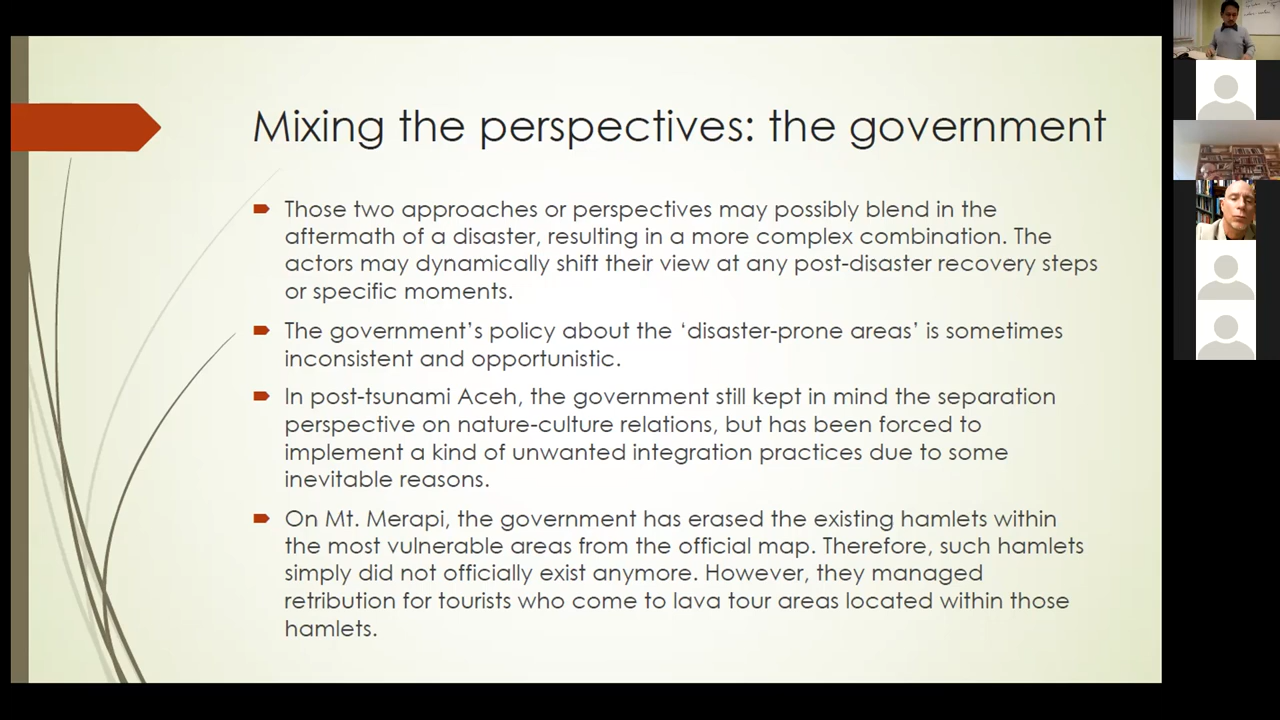 Mixing the perspectives: the government
Those two approaches or perspectives may possibly blend in the
aftermath of a disaster, resulting in a more complex combination. The
actors may dynamically shift their view at any post-disaster recovery steps
or specific moments.
The government’s policy about the ‘disaster-prone areas’ is sometimes
inconsistent and opportunistic.
In post-tsunami Aceh, the government still kept in mind the separation
perspective on nature-culture relations, but has been forced to
implement a kind of unwanted integration practices due to some
inevitable reasons.
On Mt. Merapi, the government has erased the existing hamlets within
the most vulnerable areas from the official map. Therefore, such hamlets
simply did not officially exist anymore. However, they managed
retribution for tourists who come to lava tour areas located within those
hamlets.